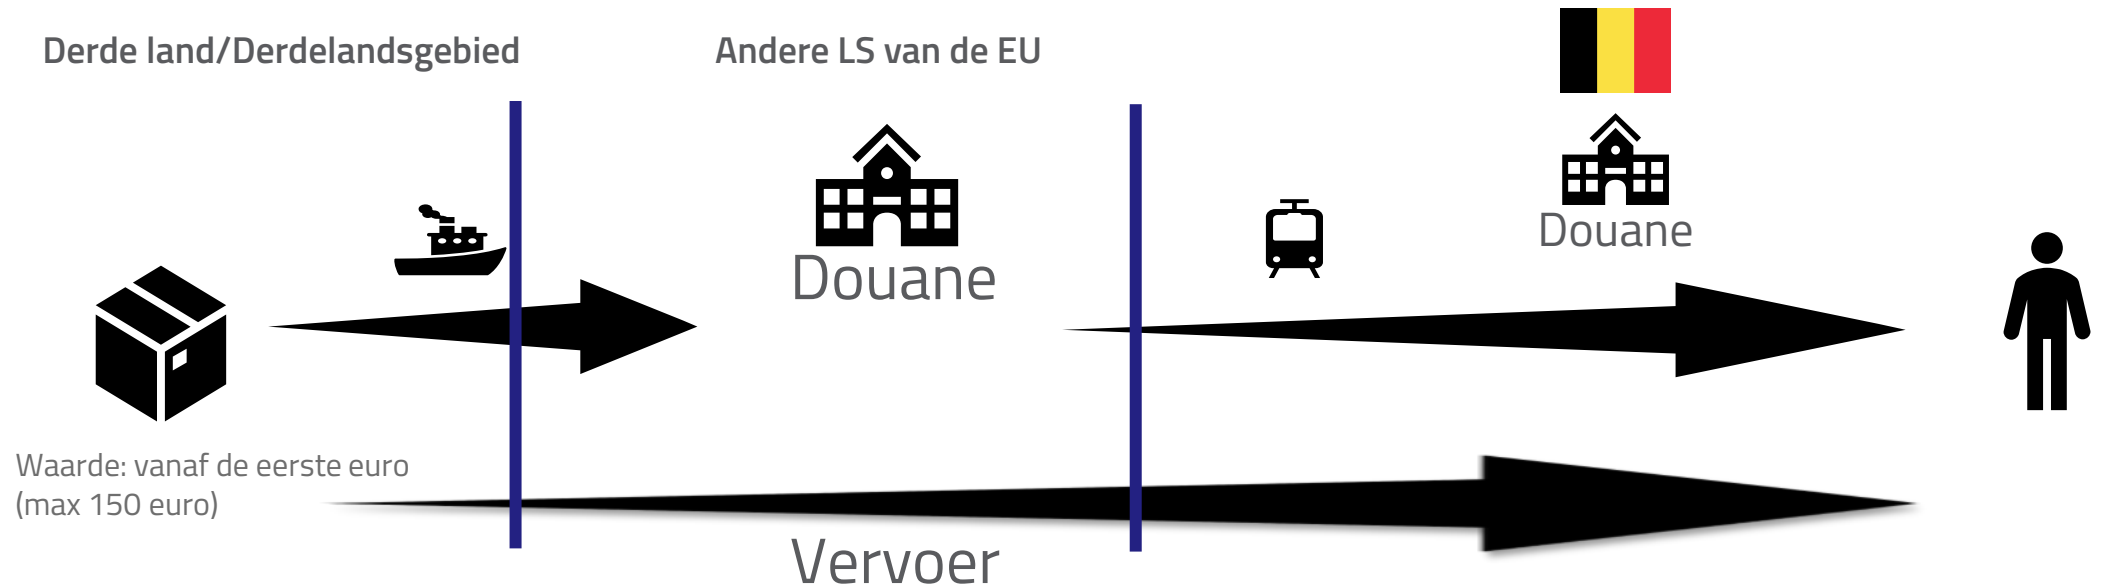 Derde land/Derdelandsgebied
Andere LS van de EU
Douane
Douane
Waarde: vanaf de eerste euro
(max 150 euro)
Vervoer